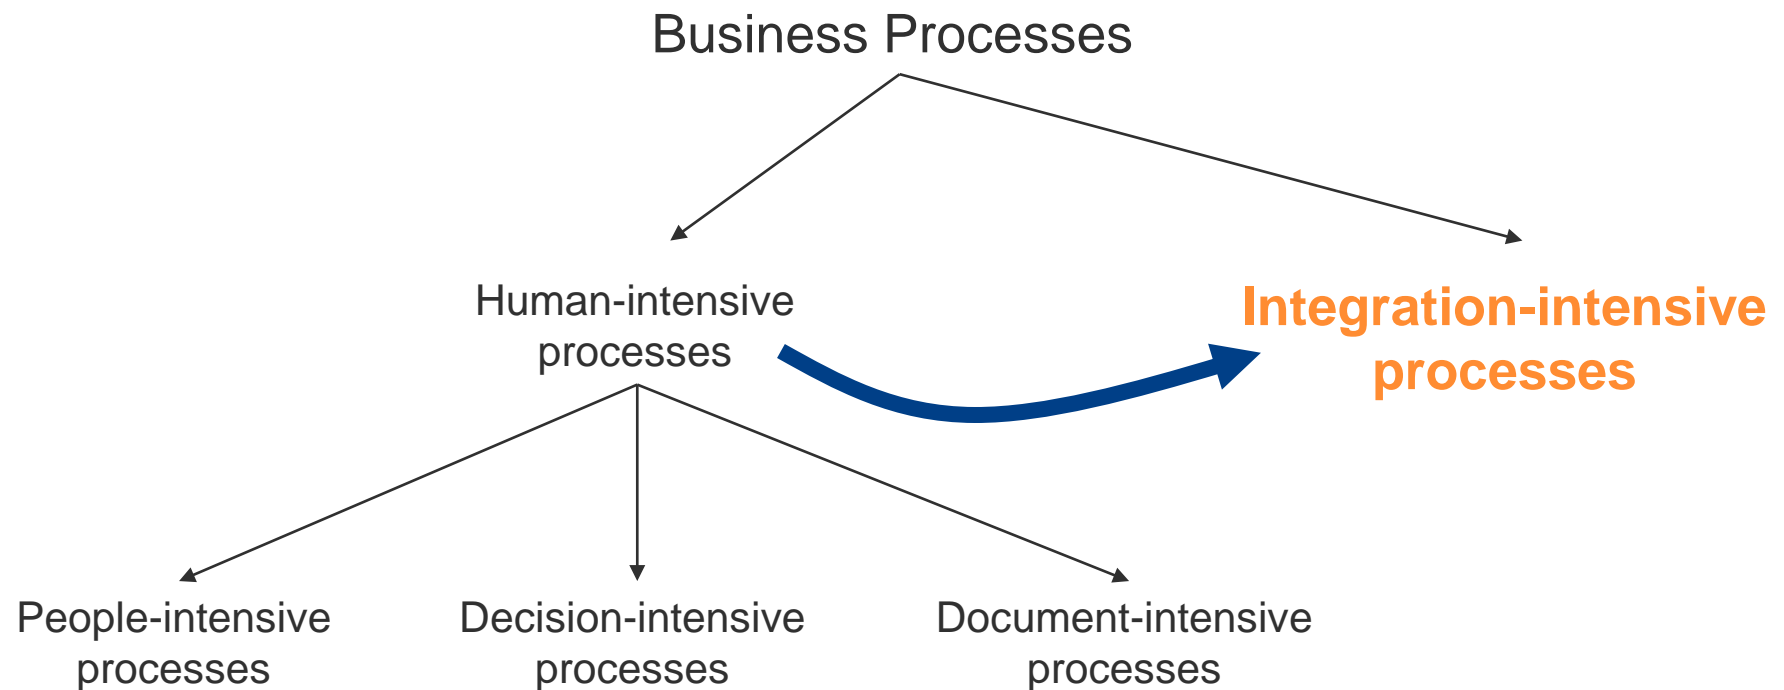 Business Processes
Human-intensive
processes
Integration-intensive
processes
People-intensive
processes
Decision-intensive
processes
Document-intensive
processes